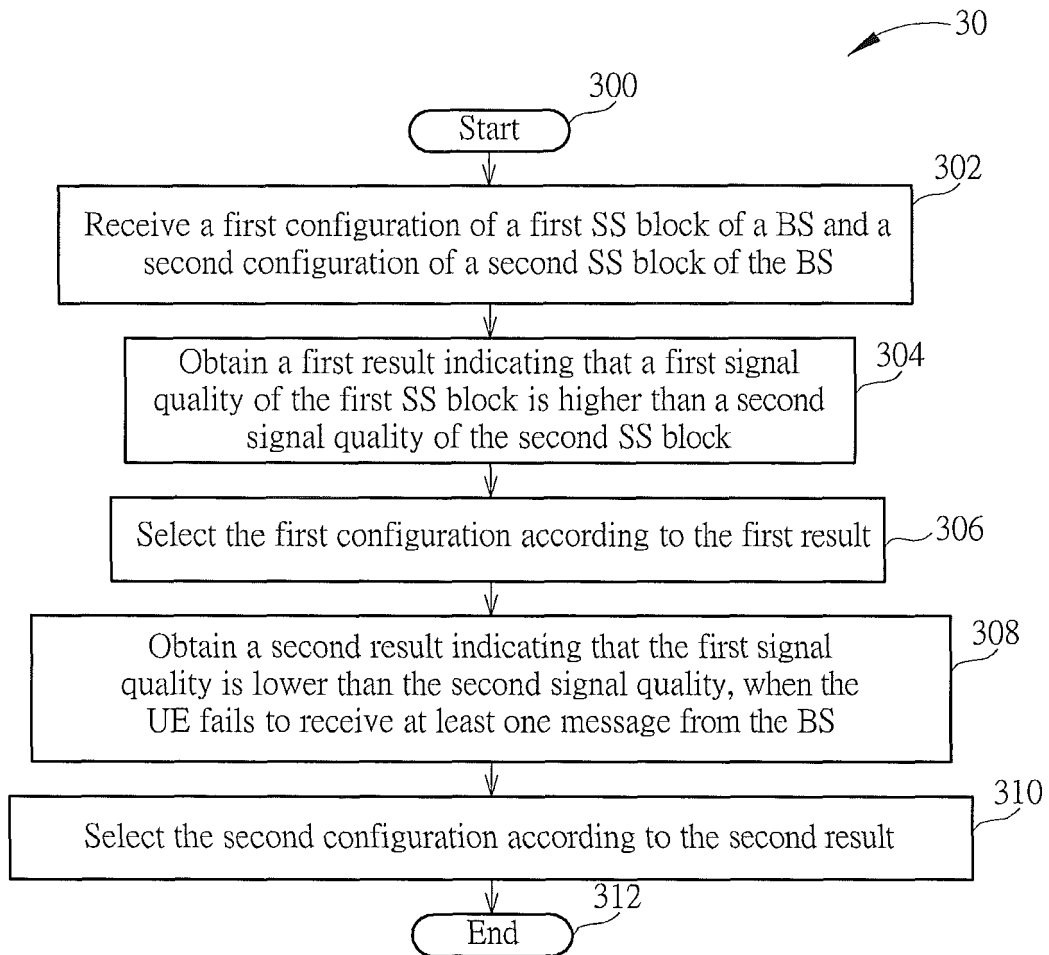 30
300
Start
302
Receive a first configuration of a first SS block of a BS and a
second configuration of a second SS block of the BS
304
Obtain a first result indicating that a first signal
quality of the first SS block is higher than a second
signal quality of the second SS block
Select the first configuration according to the first result
306
308
Obtain a second result indicating that the first signal
quality is lower than the second signal quality, when the
UE fails to receive at least one message from the BS
310
Select the second configuration according to the second result
312
End